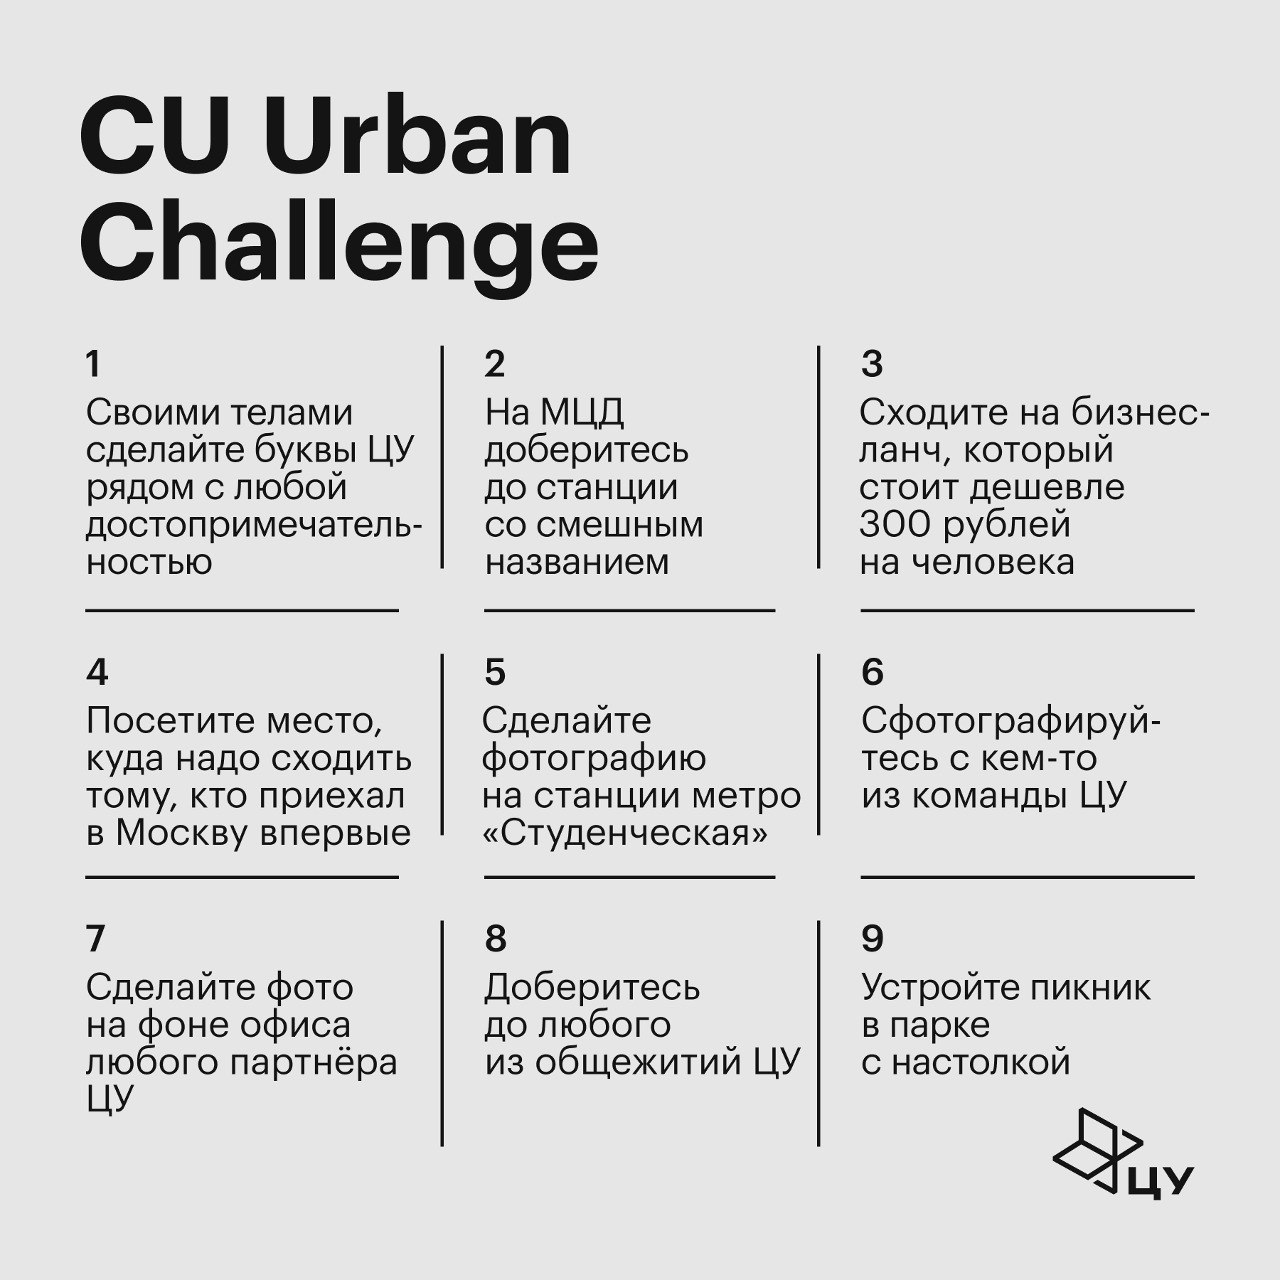 CU Urban
Challenge
1
Своими телами
сделайте буквы ЦУ
рядом с любой
достопримечатель-
ностью
2
На МЦД
доберитесь
до станции
со смешным
названием
3
Сходите на бизнес-
ланч, который
стоит дешевле
300 рублей
на человека
4
Посетите место,
куда надо сходить
тому, кто приехал
в Москву впервые
5
Сделайте
фотографию
на станции метро
«Студенческая»
6
Сфотографируй-
тесь с кем-то
из команды ЦУ
7
Сделайте фото
на фоне офиса
любого партнёра
ЦУ
8
Доберитесь
до любого
из общежитий ЦУ
9
Устройте пикник
в парке
с настолкой
ЦУ